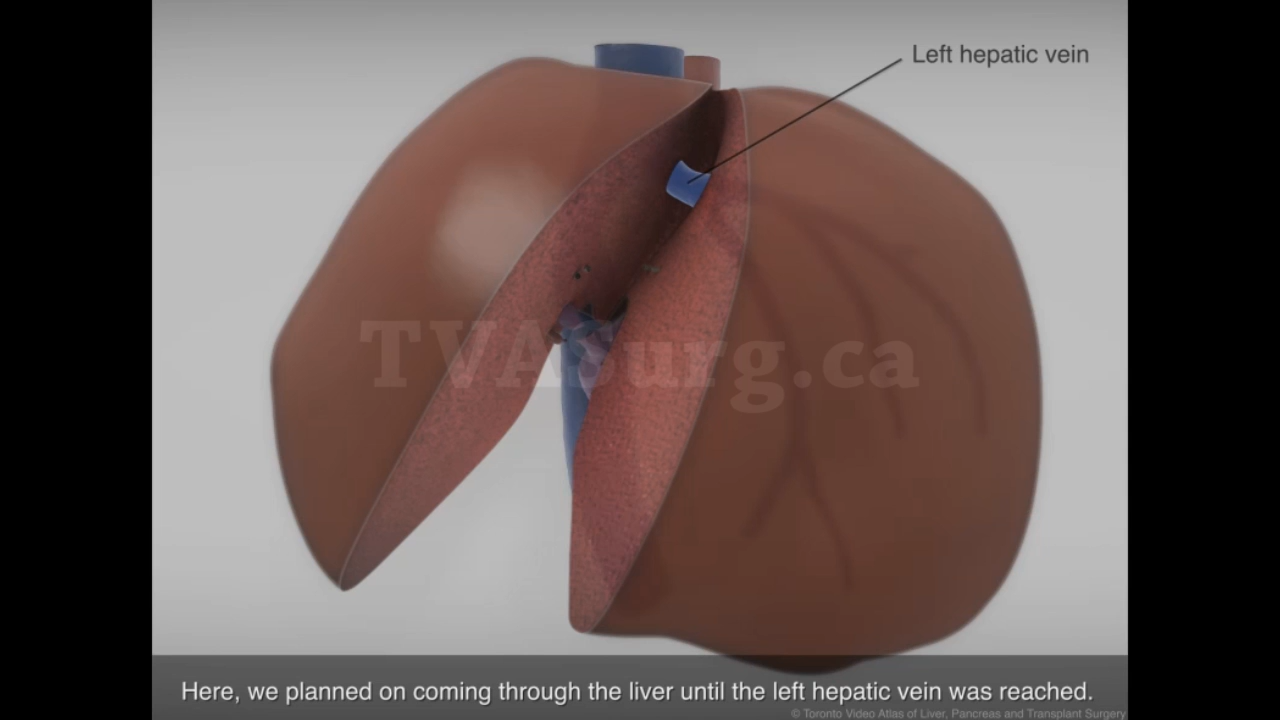 Left hepatic vein
TVASurg.ca
Here, we planned on coming through the liver until the left hepatic vein was reached.
© Toronto Video Atlas of Liver, Pancreas and Transplant Surgery